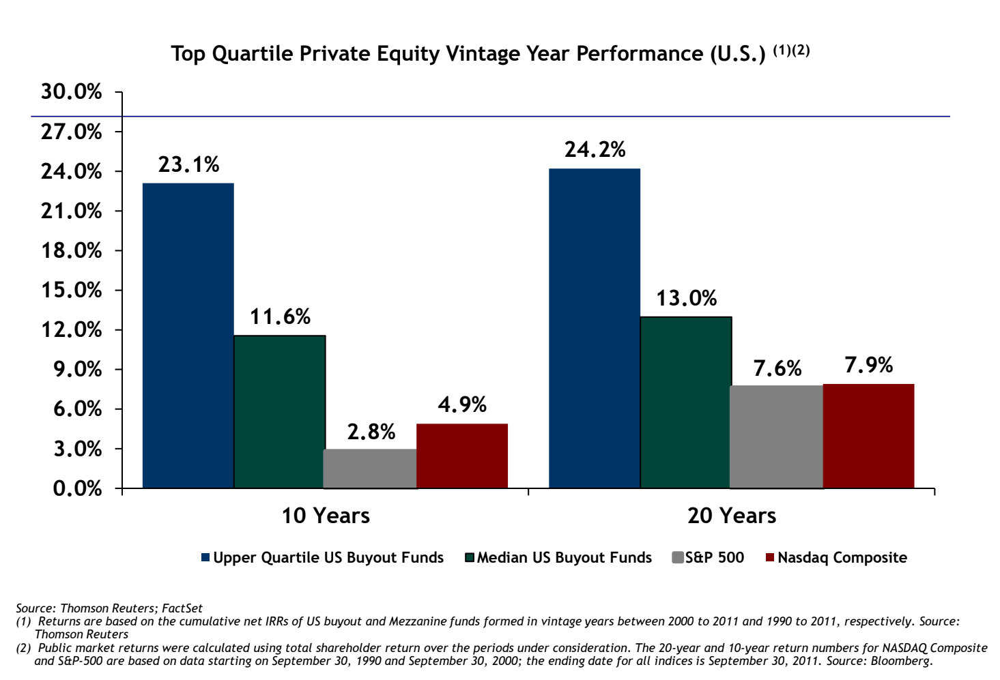 Top Quartile Private Equity Vintage Year Performance (U.S.) (1)(2)
30.0%
27.0%
24.0%
21.0%
18.0%
15.0%
12.0%
9.0%
6.0%
3.0%
0.0%
23.1%
11.6%
2.8%
4.9%
24.2%
13.0%
7.6%
7.9%
10 Years
20 Years
Upper Quartile US Buyout Funds
Median US Buyout Funds
S&P 500
Nasdaq Composite
Source: Thomson Reuters; FactSet
(1) Returns are based on the cumulative net IRRs of US buyout and Mezzanine funds formed in vintage years between 2000 to 2011 and 1990 to 2011, respectively. Source:
Thomson Reuters
(2) Public market returns were calculated using total shareholder return over the periods under consideration. The 20-year and 10-year return numbers for NASDAQ Composite
and S&P-500 are based on data starting on September 30, 1990 and September 30, 2000; the ending date for all indices is September 30, 2011. Source: Bloomberg.